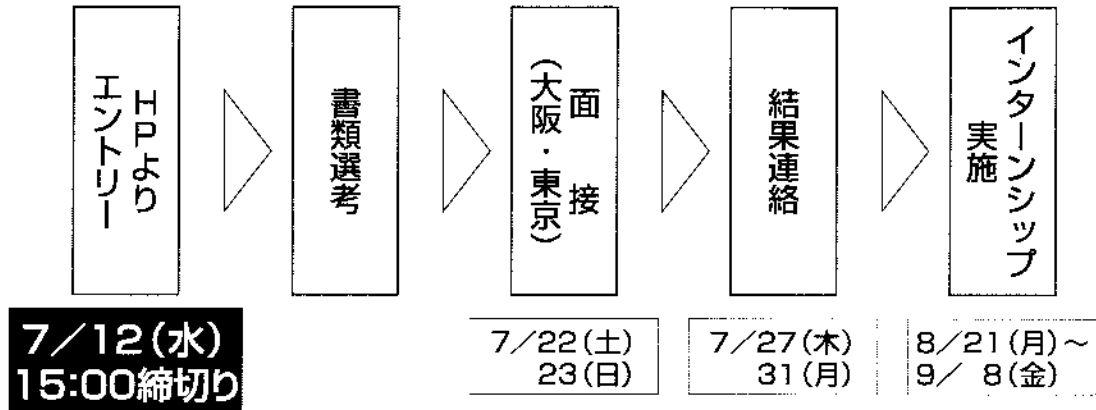 HPより
エントリー
書類選考
面接
(大阪・東京)
結果連絡
インターンシップ
実施
7/12(水)
15:00締切り
7/22(土)
23(日)
7/27(木)
31(月)
8/21(月)~
9/ 8(金)